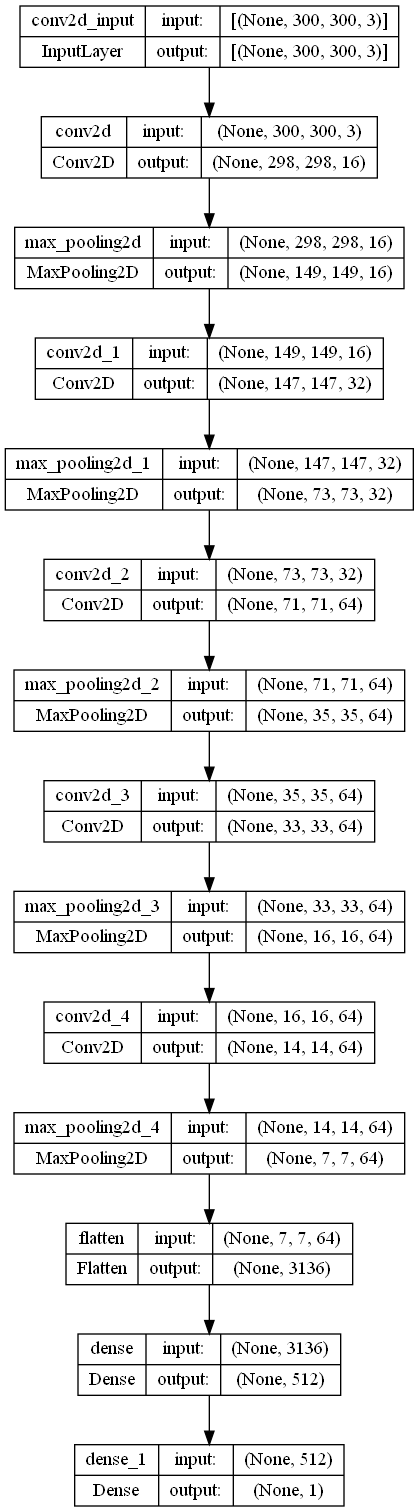 conv2d_input input: [(None, 300, 300, 3)]
InputLayer output: [(None, 300, 300, 3)]
conv2d input: (None, 300, 300, 3)
Conv2D output: (None, 298, 298, 16)
max_pooling2d input: (None, 298, 298, 16)
MaxPooling2D output: (None, 149, 149, 16)
conv2d_1 input: (None, 149, 149, 16)
Conv2D output: (None, 147, 147, 32)
max_pooling2d_1 input: (None, 147, 147, 32)
MaxPooling2D output: (None, 73, 73, 32)
conv2d_2 input: (None, 73, 73, 32)
Conv2D output: (None, 71, 71, 64)
max_pooling2d_2 input: (None, 71, 71, 64)
MaxPooling2D output: (None, 35, 35, 64)
conv2d_3 input: (None, 35, 35, 64)
Conv2D output: (None, 33, 33, 64)
max_pooling2d_3 input: (None, 33, 33, 64)
MaxPooling2D output: (None, 16, 16, 64)
conv2d_4 input: (None, 16, 16, 64)
Conv2D output: (None, 14, 14, 64)
max_pooling2d_4 input: (None, 14, 14, 64)
MaxPooling2D output: (None, 7, 7, 64)
flatten input: (None, 7, 7, 64)
Flatten output: (None, 3136)
dense input: (None, 3136)
Dense output: (None, 512)
dense_1 input: (None, 512)
Dense output: (None, 1)